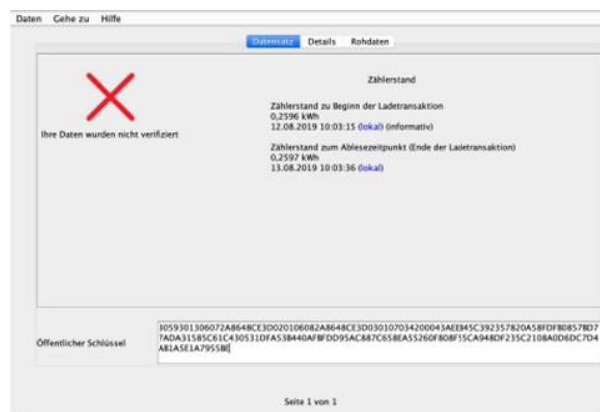 Daten Gehe zu Hilfe
Datensatz Details Rohdaten
Zählerstand
Zählerstand zu Beginn der Ladetransaktion
0,2596 kWh
12.08.2019 10:03:15 (lokal) (informativ)
Ihre Daten wurden nicht verifiziert
Zählerstand zum Ablesezeitpunkt (Ende der Ladetransaktion)
0,2597 kWh
13.08.2019 10:03:36 (lokal)
Öffentlicher Schlüssel
Seite 1 von 1